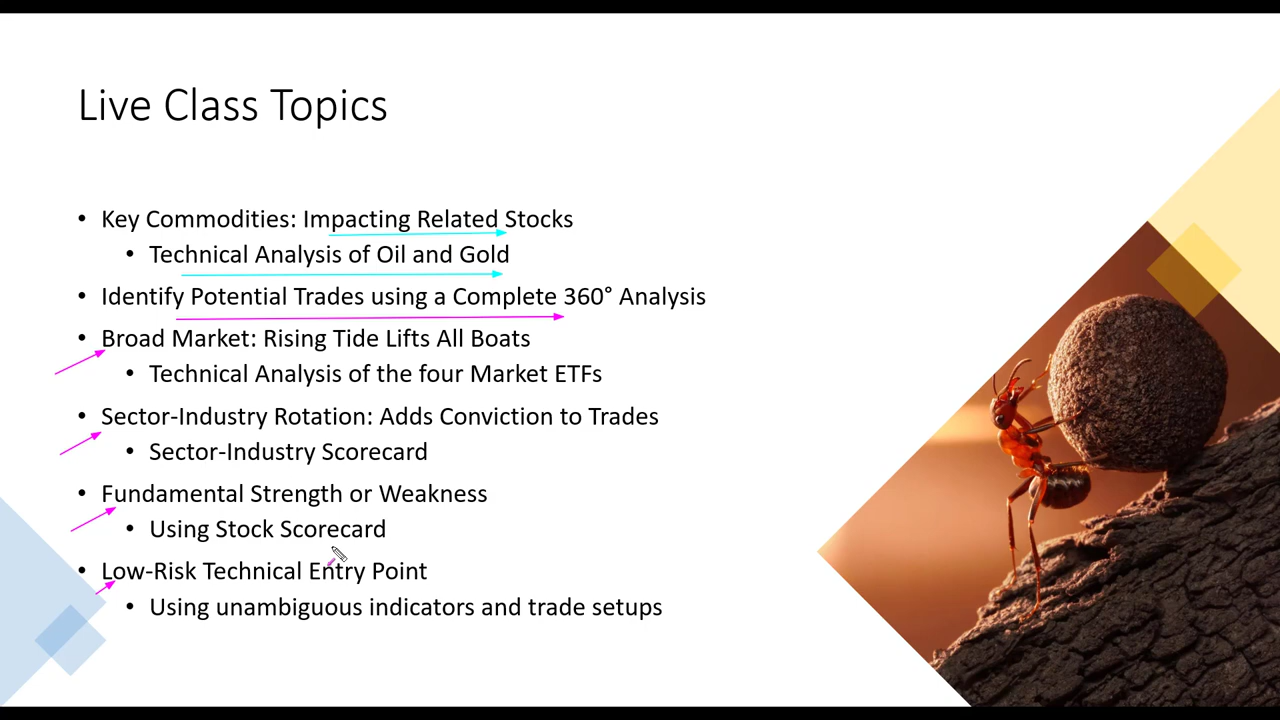 Live Class Topics
• Key Commodities: Impacting Related Stocks
• Technical Analysis of Oil and Gold
• Identify Potential Trades using a Complete 360° Analysis
• Broad Market: Rising Tide Lifts All Boats
• Technical Analysis of the four Market ETFs
• Sector-Industry Rotation: Adds Conviction to Trades
• Sector-Industry Scorecard
• Fundamental Strength or Weakness
• Using Stock Scorecard
• Low-Risk Technical Entry Point
• Using unambiguous indicators and trade setups